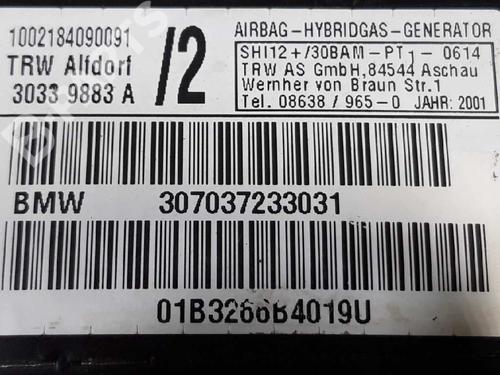 1002184090091
TRW Alfdorf
3033 9883 A
/2
AIRBAG-HYBRIDGAS-GENERATOR
SHI12+/30BAM-PT1-0614
TRW AS GmbH,84544 Aschau
Wernher von Braun Str.1
Tel. 08638/965-0 JAHR: 2001
BMW 307037233031
01B3266B4019U